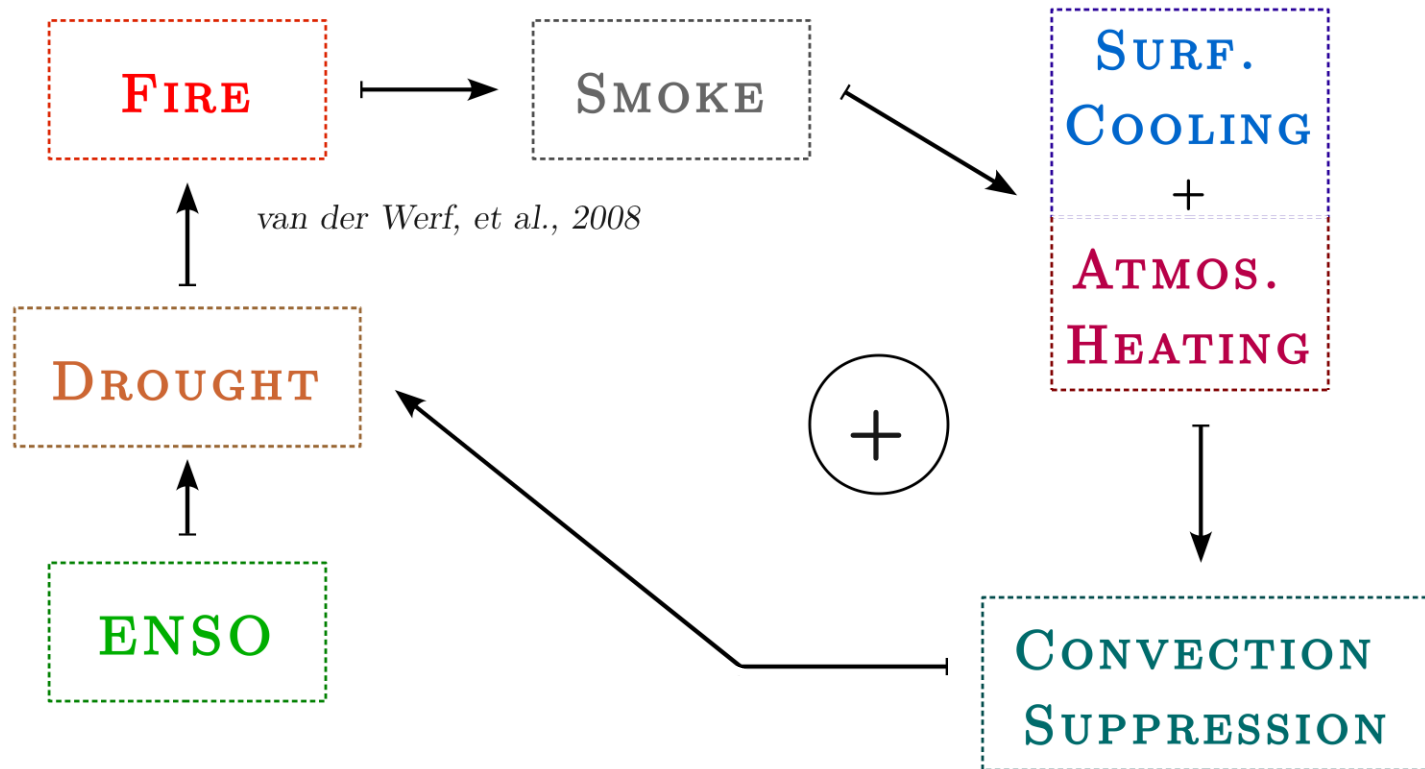 FIRE
SMOKE
SURF.
COOLING
+
ATMOS.
HEATING
van der Werf, et al., 2008
DROUGHT
+
ENSO
CONVECTION
SUPPRESSION